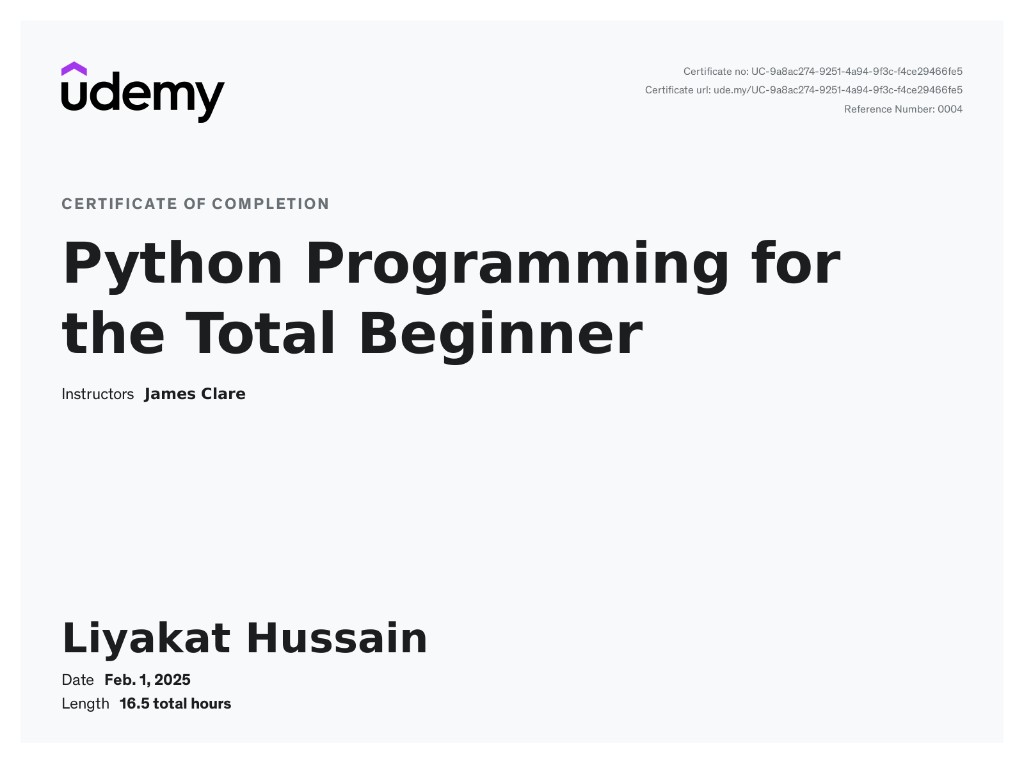 udemy
Certificate no: UC-9a8ac274-9251-4a94-9f3c-f4ce29466fe5
Certificate url: ude.my/UC-9a8ac274-9251-4a94-9f3c-f4ce29466fe5
Reference Number: 0004
CERTIFICATE OF COMPLETION
Python Programming for
the Total Beginner
Instructors James Clare
Liyakat Hussain
Date Feb. 1, 2025
Length 16.5 total hours